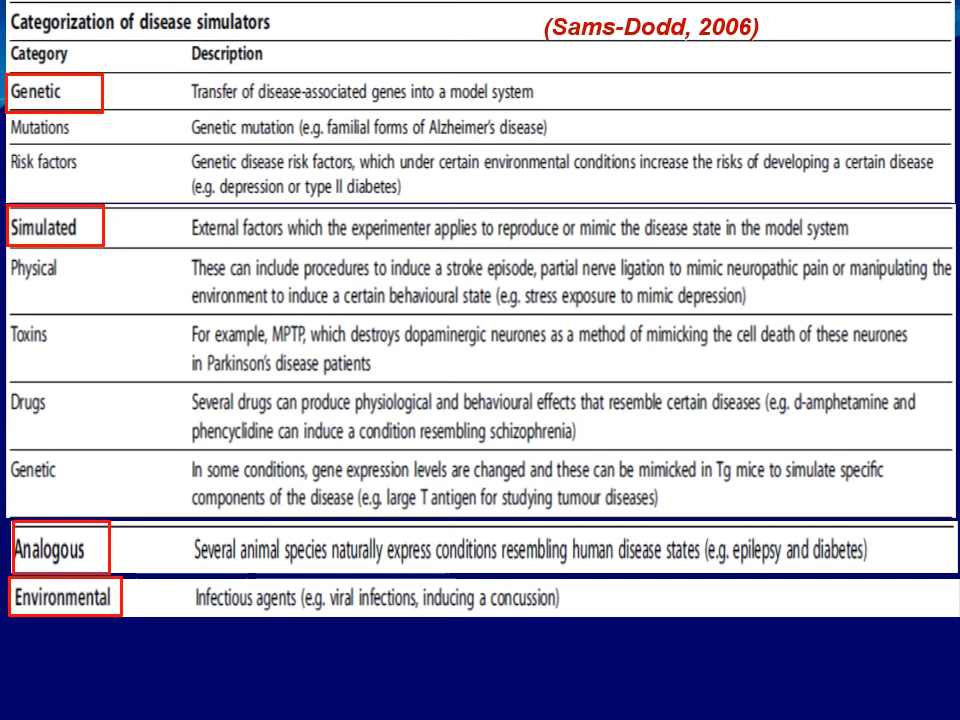 Categorization of disease simulators
(Sams-Dodd, 2006)
Category Description
Genetic Transfer of disease-associated genes into a model system
Mutations Genetic mutation (e.g. familial forms of Alzheimer's disease)
Risk factors Genetic disease risk factors, which under certain environmental conditions increase the risks of developing a certain disease
(e.g. depression or type II diabetes)
Simulated External factors which the experimenter applies to reproduce or mimic the disease state in the model system
Physical These can include procedures to induce a stroke episode, partial nerve ligation to mimic neuropathic pain or manipulating the
environment to induce a certain behavioural state (e.g. stress exposure to mimic depression)
Toxins For example, MPTP, which destroys dopaminergic neurones as a method of mimicking the cell death of these neurones
in Parkinson's disease patients
Drugs Several drugs can produce physiological and behavioural effects that resemble certain diseases (e.g. d-amphetamine and
phencyclidine can induce a condition resembling schizophrenia)
Genetic In some conditions, gene expression levels are changed and these can be mimicked in Tg mice to simulate specific
components of the disease (e.g. large T antigen for studying tumour diseases)
Analogous Several animal species naturally express conditions resembling human disease states (e.g. epilepsy and diabetes)
Environmental Infectious agents (e.g. viral infections, inducing a concussion)